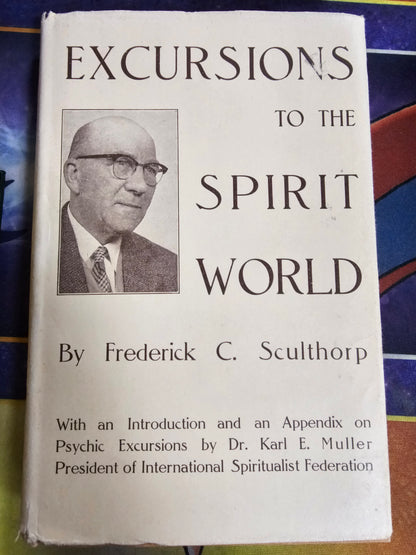 EXCURSIONS
TO THE
SPIRIT
WORLD
By Frederick C. Sculthorp
With an Introduction and an Appendix on
Psychic Excursions by Dr. Karl E. Muller
President of International Spiritualist Federation